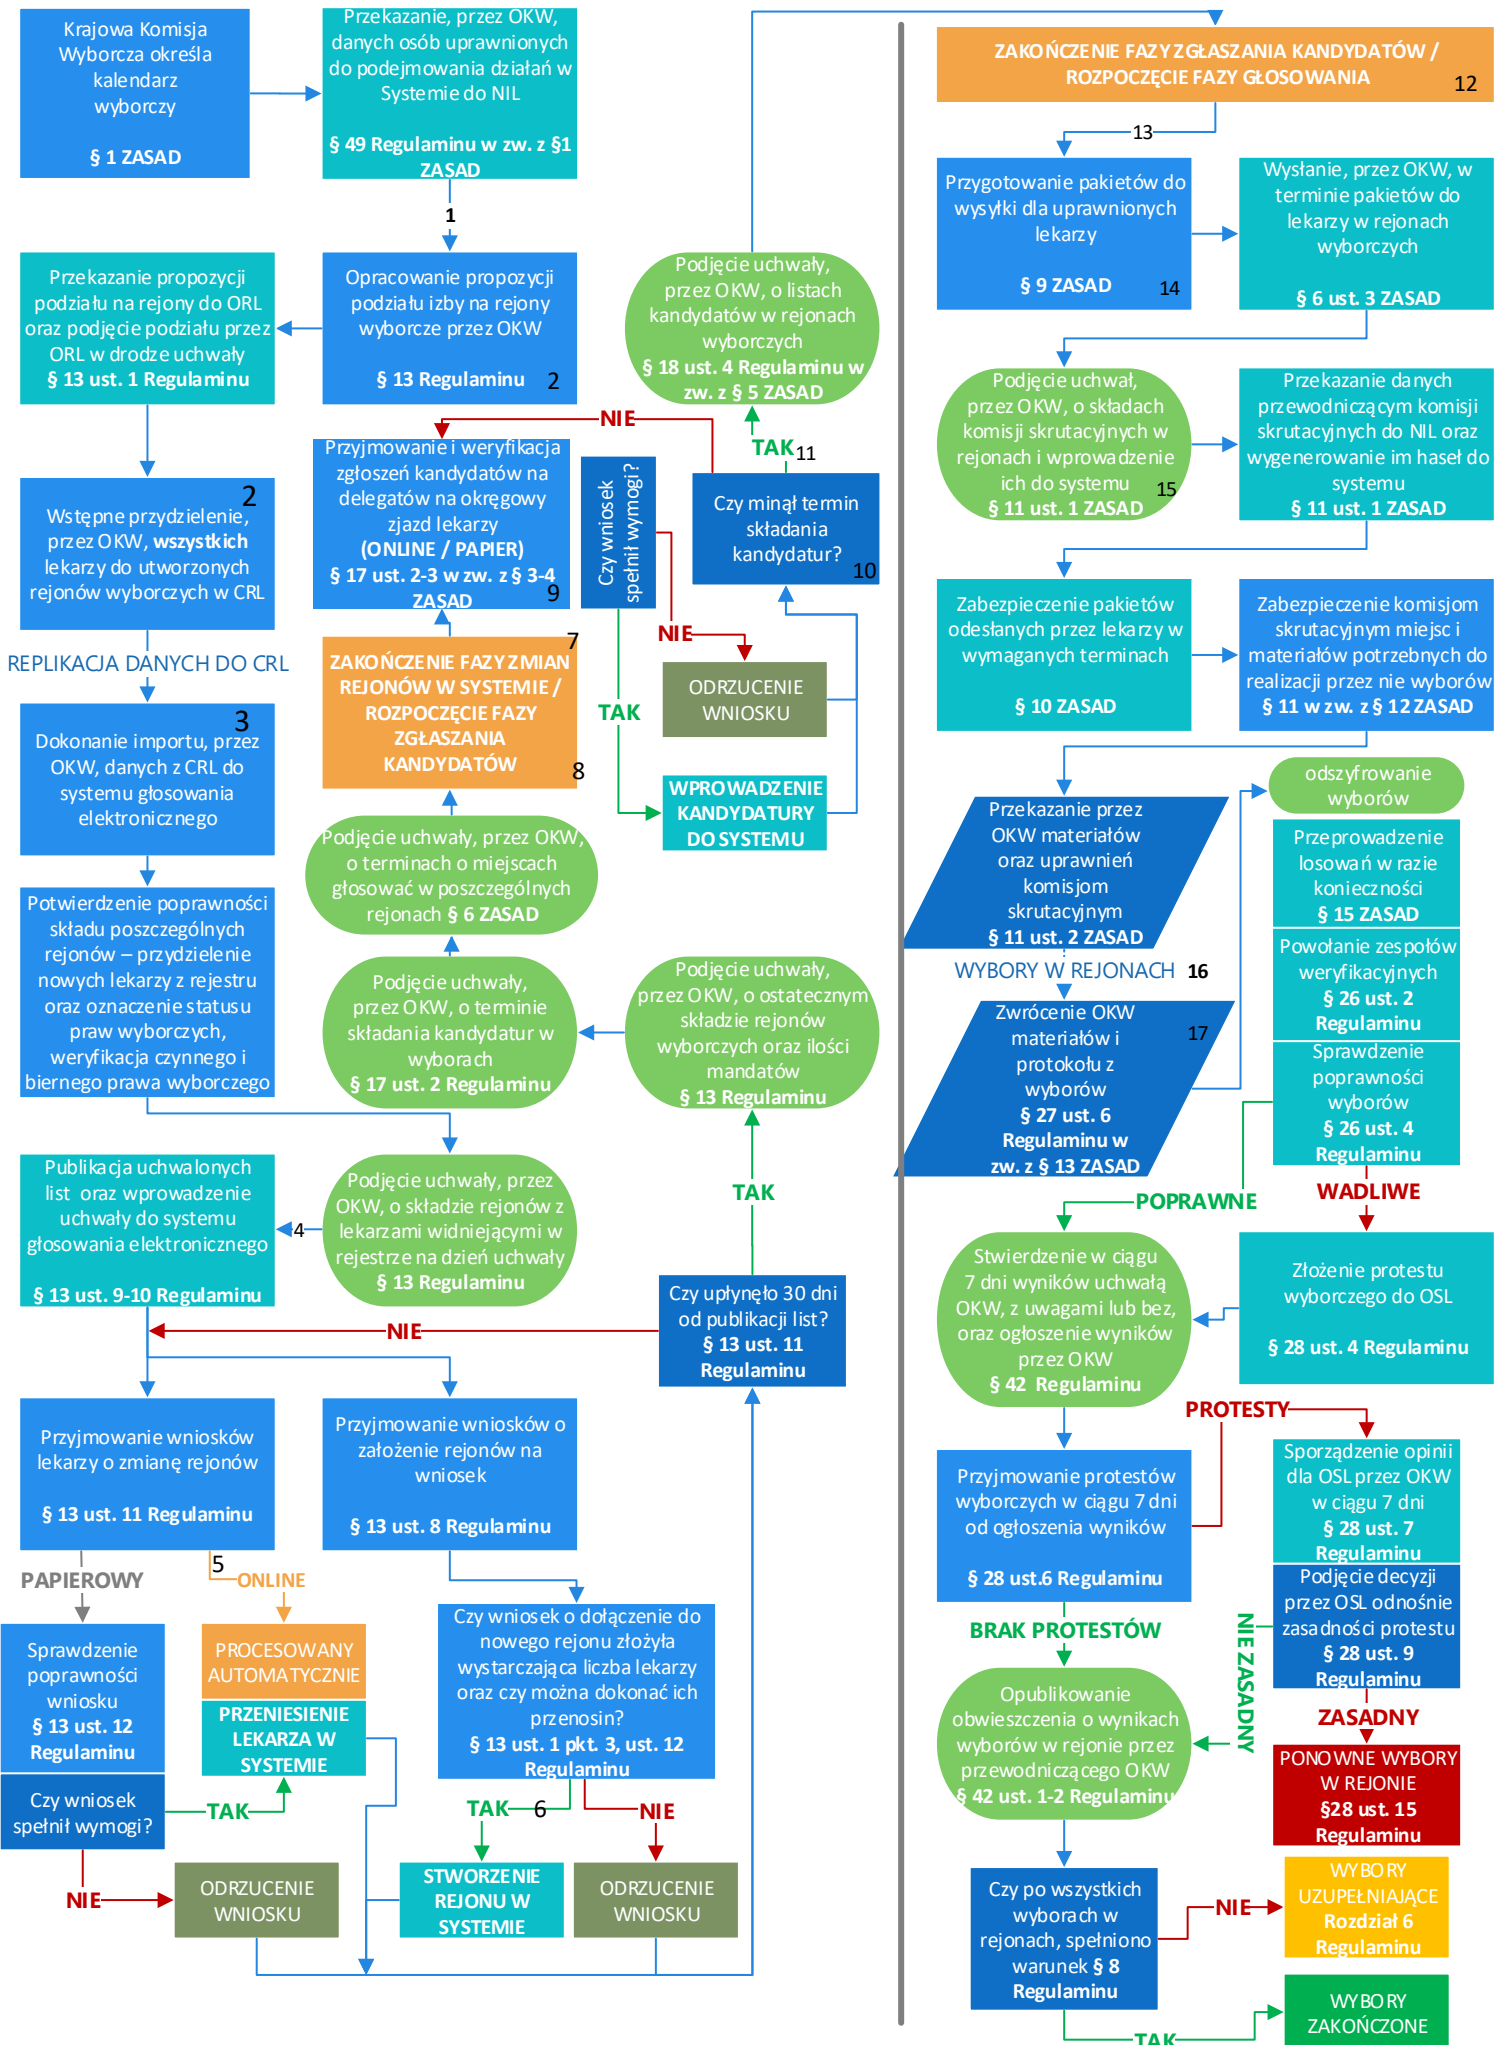 Krajowa Komisja
Wyborcza określa
kalendarz
wyborczy
§ 1 ZASAD
Przekazanie, przez OKW,
danych osób uprawnionych
do podejmowania działań w
Systemie do NIL
§ 49 Regulaminu w zw. z §1
ZASAD
1
Przekazanie propozycji
podziału na rejony do ORL
oraz podjęcie podziału przez
ORL w drodze uchwały
§ 13 ust. 1 Regulaminu
Opracowanie propozycji
podziału izby na rejony
wyborcze przez OKW
§ 13 Regulaminu 2
Podjęcie uchwały,
przez OKW, o listach
kandydatów w rejonach
wyborczych
§ 18 ust. 4 Regulaminu w
zw. z § 5 ZASAD
NIE
TAK 11
2
Wstępne przydzielenie,
przez OKW, wszystkich
lekarzy do utworzonych
rejonów wyborczych w CRL
Przyjmowanie i weryfikacja
zgłoszeń kandydatów na
delegatów na okręgowy
zjazd lekarzy
(ONLINE / PAPIER)
§ 17 ust. 2-3 w zw. z § 3-4
ZASAD 9
Czy wniosek
spełnił wymogi?
Czy minął termin
składania
kandydatur?
10
REPLIKACJA DANYCH DO CRL
7
ZAKOŃCZENIE FAZY ZMIAN
REJONÓW W SYSTEMIE /
ROZPOCZĘCIE FAZY
ZGŁASZANIA
KANDYDATÓW
8
NIE
ODRZUCENIE
WNIOSKU
TAK
WPROWADZENIE
KANDYDATURY
DO SYSTEMU
3
Dokonanie importu, przez
OKW, danych z CRL do
systemu głosowania
elektronicznego
Podjęcie uchwały, przez OKW,
o terminach o miejscach
głosować w poszczególnych
rejonach § 6 ZASAD
Potwierdzenie poprawności
składu poszczególnych
rejonów – przydzielenie
nowych lekarzy z rejestru
oraz oznaczenie statusu
praw wyborczych,
weryfikacja czynnego i
biernego prawa wyborczego
Podjęcie uchwały,
przez OKW, o terminie
składania kandydatur w
wyborach
§ 17 ust. 2 Regulaminu
Podjęcie uchwały,
przez OKW, o ostatecznym
składzie rejonów
wyborczych oraz ilości
mandatów
§ 13 Regulaminu
Publikacja uchwalonych
list oraz wprowadzenie
uchwały do systemu
głosowania elektronicznego
§ 13 ust. 9-10 Regulaminu
4
Podjęcie uchwały, przez
OKW, o składzie rejonów z
lekarzami widniejącymi w
rejestrze na dzień uchwały
§ 13 Regulaminu
TAK
Czy upłynęło 30 dni
od publikacji list?
§ 13 ust. 11
Regulaminu
NIE
Przyjmowanie wniosków
lekarzy o zmianę rejonów
§ 13 ust. 11 Regulaminu
Przyjmowanie wniosków o
założenie rejonów na
wniosek
§ 13 ust. 8 Regulaminu
PAPIEROWY
5
ONLINE
Sprawdzenie
poprawności
wniosku
§ 13 ust. 12
Regulaminu
Czy wniosek
spełnił wymogi?
PROCESOWANY
AUTOMATYCZNIE
PRZENIESIENIE
LEKARZA W
SYSTEMIE
TAK
NIE
ODRZUCENIE
WNIOSKU
Czy wniosek o dołączenie do
nowego rejonu złożyła
wystarczająca liczba lekarzy
oraz czy można dokonać ich
przenosin?
§ 13 ust. 1 pkt. 3, ust. 12
Regulaminu
TAK 6
NIE
STWORZENIE
REJONU W
SYSTEMIE
ODRZUCENIE
WNIOSKU
ZAKOŃCZENIE FAZY ZGŁASZANIA KANDYDATÓW /
ROZPOCZĘCIE FAZY GŁOSOWANIA
12
13
Przygotowanie pakietów do
wysyłki dla uprawnionych
lekarzy
§ 9 ZASAD 14
Wysłanie, przez OKW, w
terminie pakietów do
lekarzy w rejonach
wyborczych
§ 6 ust. 3 ZASAD
Podjęcie uchwał,
przez OKW, o składach
komisji skrutacyjnych w
rejonach i wprowadzenie
ich do systemu 15
§ 11 ust. 1 ZASAD
Przekazanie danych
przewodniczącym komisji
skrutacyjnych do NIL oraz
wygenerowanie im haseł do
systemu
§ 11 ust. 1 ZASAD
Zabezpieczenie pakietów
odesłanych przez lekarzy w
wymaganych terminach
§ 10 ZASAD
Zabezpieczenie komisjom
skrutacyjnym miejsc i
materiałów potrzebnych do
realizacji przez nie wyborów
§ 11 w zw. z § 12 ZASAD
Przekazanie przez
OKW materiałów
oraz uprawnień
komisjom
skrutacyjnym
§ 11 ust. 2 ZASAD
WYBORY W REJONACH 16
17
Zwrócenie OKW
materiałów i
protokołu z
wyborów
§ 27 ust. 6
Regulaminu w
zw. z § 13 ZASAD
odszyfrowanie
wyborów
Przeprowadzenie
losowań w razie
konieczności
§ 15 ZASAD
Powołanie zespołów
weryfikacyjnych
§ 26 ust. 2
Regulaminu
Sprawdzenie
poprawności
wyborów
§ 26 ust. 4
Regulaminu
POPRAWNE
WADLIWE
Stwierdzenie w ciągu
7 dni wyników uchwałą
OKW, z uwagami lub bez,
oraz ogłoszenie wyników
przez OKW
§ 42 Regulaminu
Złożenie protestu
wyborczego do OSL
§ 28 ust. 4 Regulaminu
PROTESTY
Przyjmowanie protestów
wyborczych w ciągu 7 dni
od ogłoszenia wyników
§ 28 ust.6 Regulaminu
Sporządzenie opinii
dla OSL przez OKW
w ciągu 7 dni
§ 28 ust. 7
Regulaminu
Podjęcie decyzji
przez OSL odnośnie
zasadności protestu
§ 28 ust. 9
Regulaminu
BRAK PROTESTÓW
NIE ZASADNY
ZASADNY
Opublikowanie
obwieszczenia o wynikach
wyborów w rejonie przez
przewodniczącego OKW
§ 42 ust. 1-2 Regulaminu
PONOWNE WYBORY
W REJONIE
§28 ust. 15
Regulaminu
Czy po wszystkich
wyborach w
rejonach, spełniono
warunek § 8
Regulaminu
NIE
WYBORY
UZUPEŁNIAJĄCE
Rozdział 6
Regulaminu
TAK
WYBORY
ZAKOŃCZONE